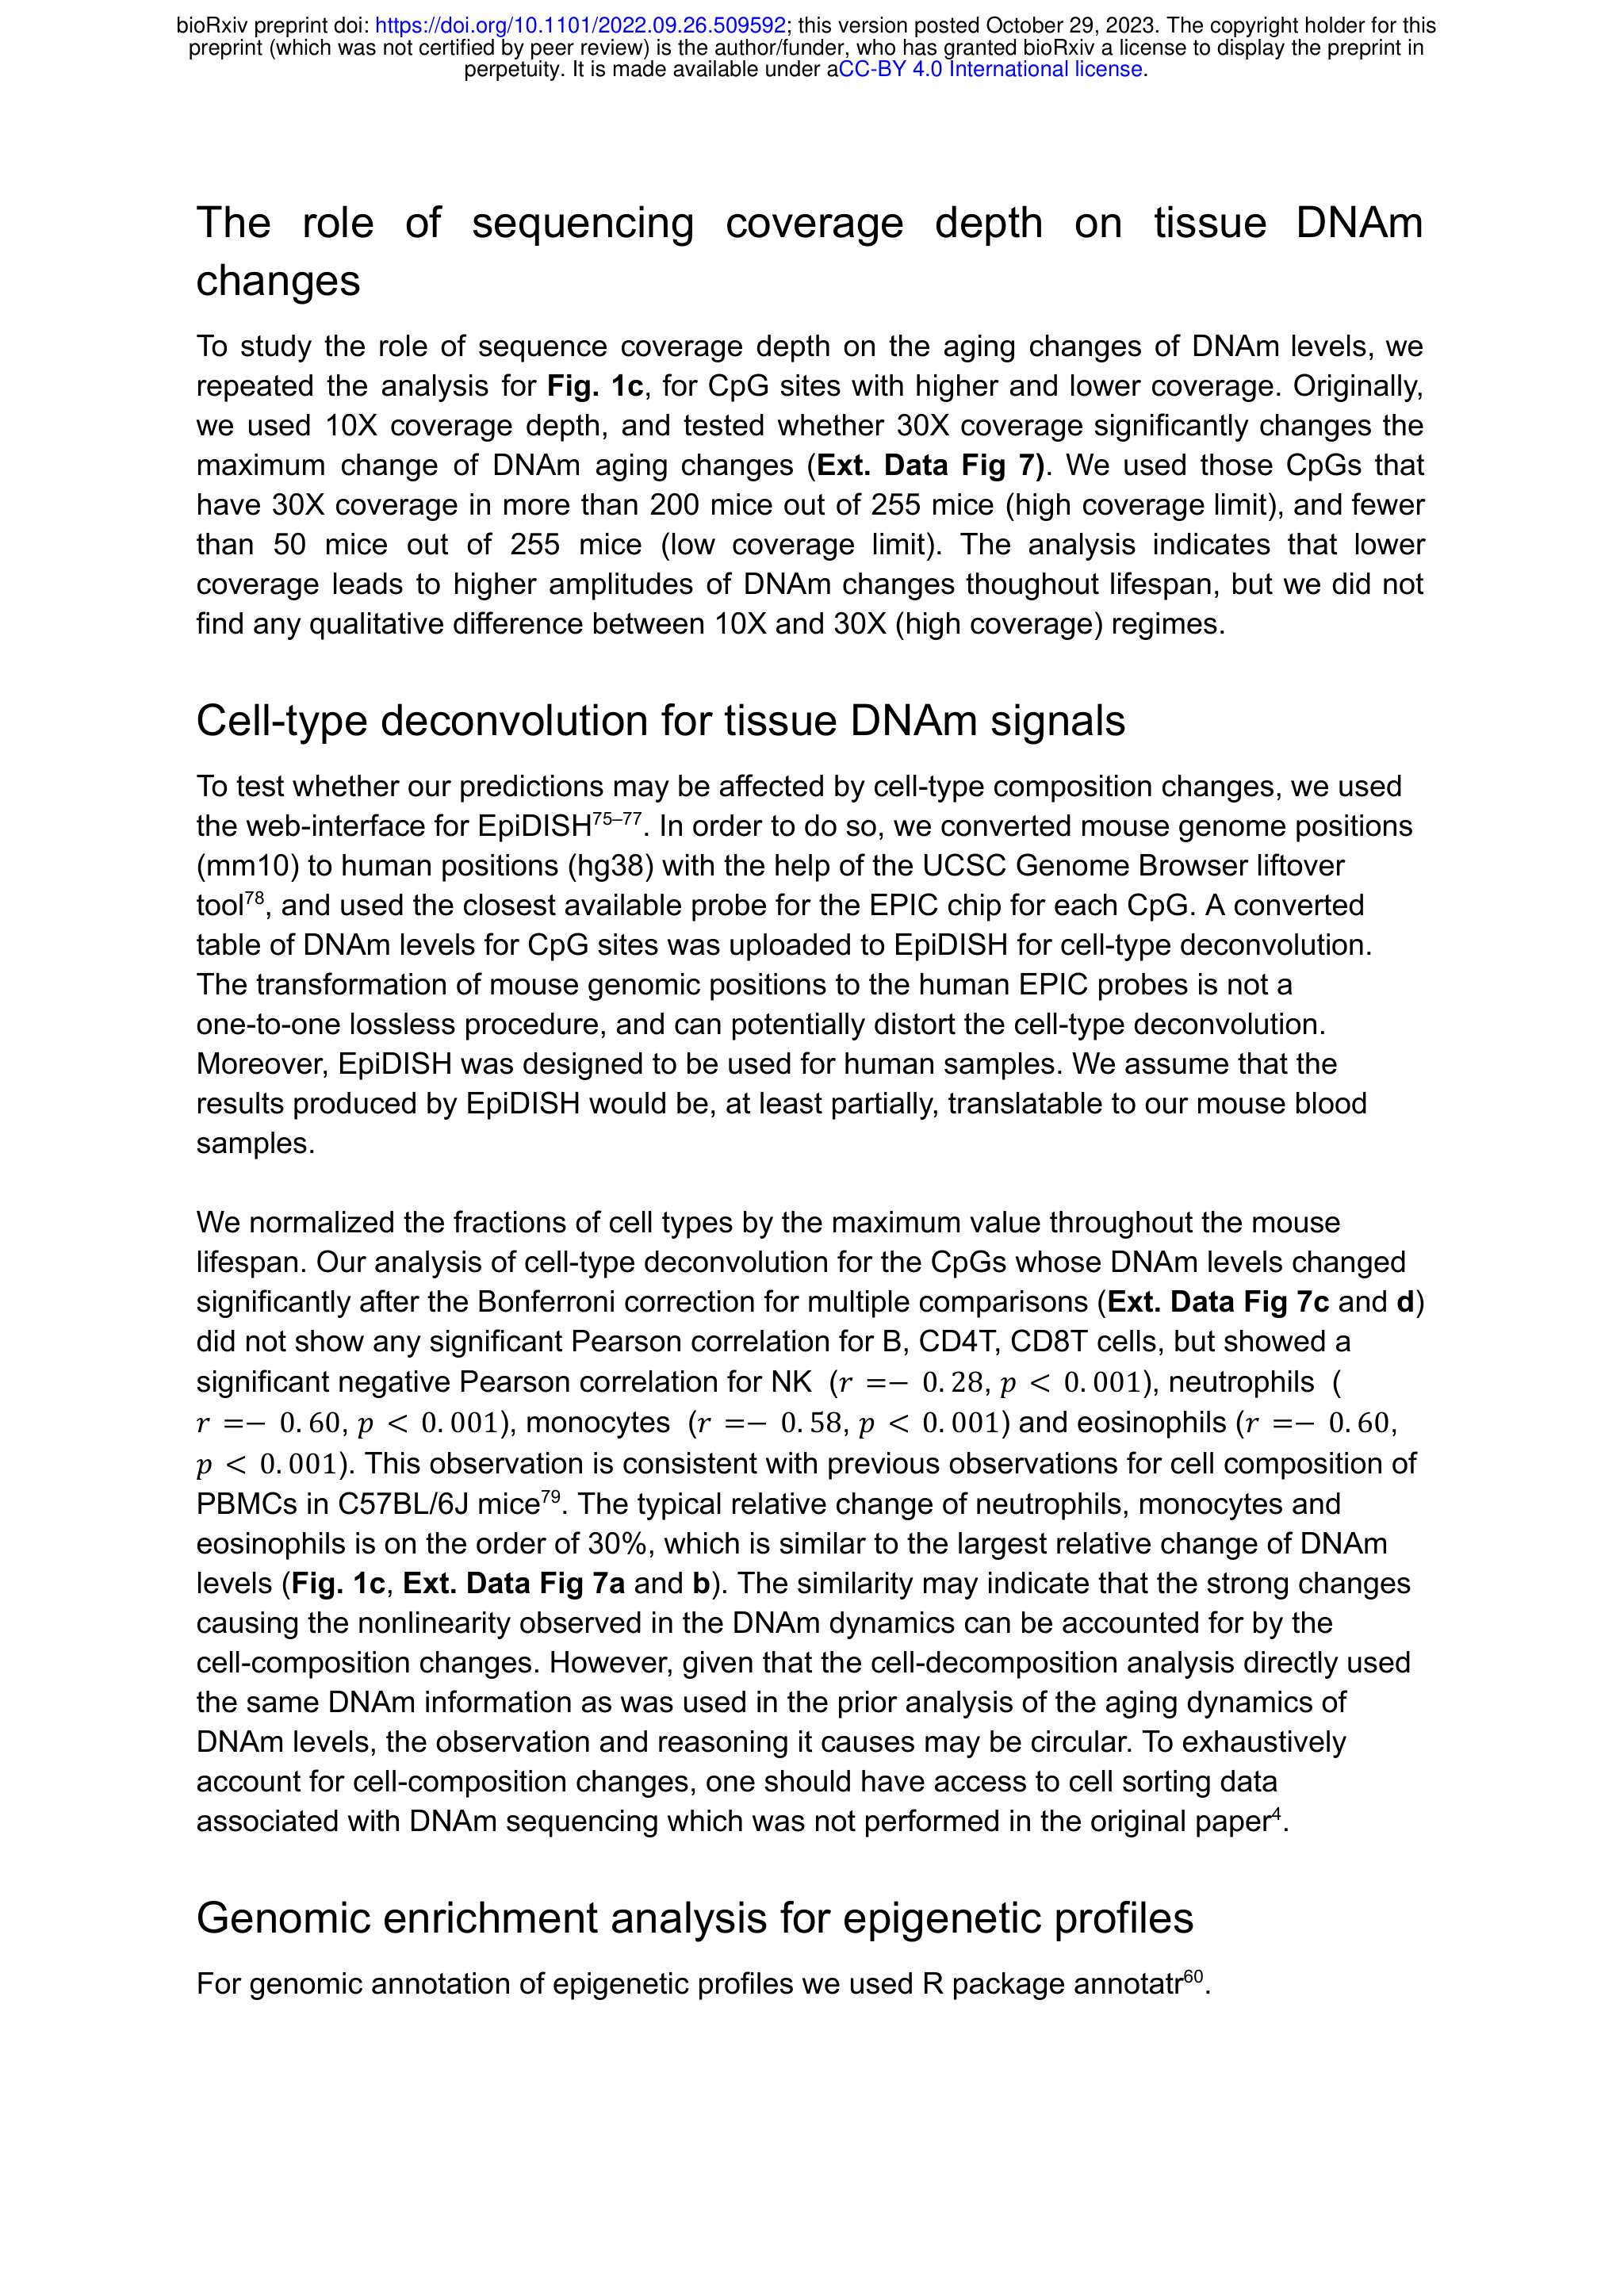 bioRxiv preprint doi: https://doi.org/10.1101/2022.09.26.509592; this version posted October 29, 2023. The copyright holder for this
preprint (which was not certified by peer review) is the author/funder, who has granted bioRxiv a license to display the preprint in
perpetuity. It is made available under aCC-BY 4.0 International license.
The role of sequencing coverage depth on tissue DNAm
changes
To study the role of sequence coverage depth on the aging changes of DNAm levels, we
repeated the analysis for Fig. 1c, for CpG sites with higher and lower coverage. Originally,
we used 10X coverage depth, and tested whether 30X coverage significantly changes the
maximum change of DNAm aging changes (Ext. Data Fig 7). We used those CpGs that
have 30X coverage in more than 200 mice out of 255 mice (high coverage limit), and fewer
than 50 mice out of 255 mice (low coverage limit). The analysis indicates that lower
coverage leads to higher amplitudes of DNAm changes thoughout lifespan, but we did not
find any qualitative difference between 10X and 30X (high coverage) regimes.
Cell-type deconvolution for tissue DNAm signals
To test whether our predictions may be affected by cell-type composition changes, we used
the web-interface for EpiDISH75–77. In order to do so, we converted mouse genome positions
(mm10) to human positions (hg38) with the help of the UCSC Genome Browser liftover
tool78, and used the closest available probe for the EPIC chip for each CpG. A converted
table of DNAm levels for CpG sites was uploaded to EpiDISH for cell-type deconvolution.
The transformation of mouse genomic positions to the human EPIC probes is not a
one-to-one lossless procedure, and can potentially distort the cell-type deconvolution.
Moreover, EpiDISH was designed to be used for human samples. We assume that the
results produced by EpiDISH would be, at least partially, translatable to our mouse blood
samples.
We normalized the fractions of cell types by the maximum value throughout the mouse
lifespan. Our analysis of cell-type deconvolution for the CpGs whose DNAm levels changed
significantly after the Bonferroni correction for multiple comparisons (Ext. Data Fig 7c and d)
did not show any significant Pearson correlation for B, CD4T, CD8T cells, but showed a
significant negative Pearson correlation for NK (r =− 0. 28, p < 0. 001), neutrophils (
r =− 0. 60, p < 0. 001), monocytes (r =− 0. 58, p < 0. 001) and eosinophils (r =− 0. 60,
p < 0. 001). This observation is consistent with previous observations for cell composition of
PBMCs in C57BL/6J mice79. The typical relative change of neutrophils, monocytes and
eosinophils is on the order of 30%, which is similar to the largest relative change of DNAm
levels (Fig. 1c, Ext. Data Fig 7a and b). The similarity may indicate that the strong changes
causing the nonlinearity observed in the DNAm dynamics can be accounted for by the
cell-composition changes. However, given that the cell-decomposition analysis directly used
the same DNAm information as was used in the prior analysis of the aging dynamics of
DNAm levels, the observation and reasoning it causes may be circular. To exhaustively
account for cell-composition changes, one should have access to cell sorting data
associated with DNAm sequencing which was not performed in the original paper4.
Genomic enrichment analysis for epigenetic profiles
For genomic annotation of epigenetic profiles we used R package annotatr60.